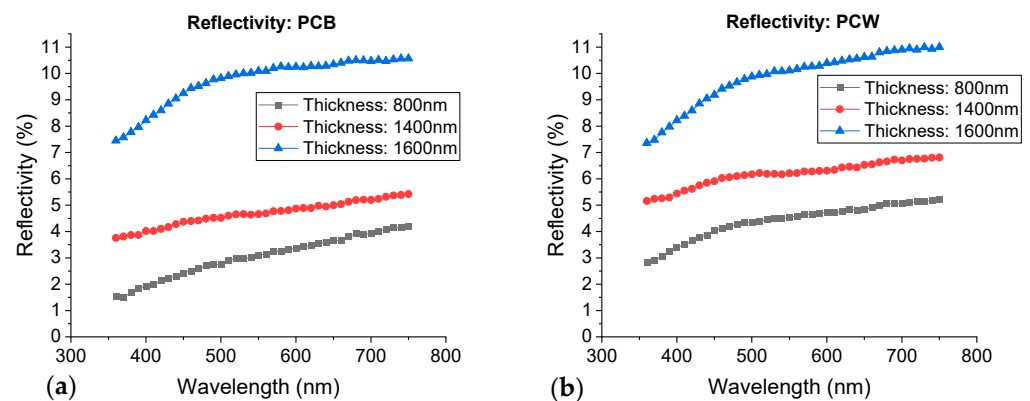 Reflectivity: PCB
11
10
9
8
7
6
5
4
3
2
1
0
Reflectivity (%)
Thickness: 800nm
Thickness: 1400nm
Thickness: 1600nm
300 400 500 600 700 800
Wavelength (nm)
(a)
Reflectivity: PCW
11
10
9
8
7
6
5
4
3
2
1
0
Reflectivity (%)
Thickness: 800nm
Thickness: 1400nm
Thickness: 1600nm
300 400 500 600 700 800
Wavelength (nm)
(b)